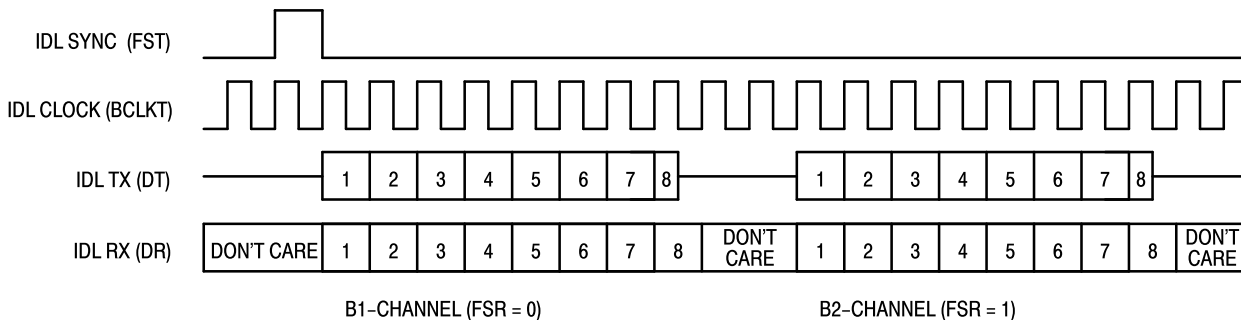 IDL SYNC (FST)
IDL CLOCK (BCLKT)
IDL TX (DT) 1 2 3 4 5 6 7 8 1 2 3 4 5 6 7 8
IDL RX (DR) DON'T CARE 1 2 3 4 5 6 7 8 DON'T CARE 1 2 3 4 5 6 7 8 DON'T CARE
B1–CHANNEL (FSR = 0) B2–CHANNEL (FSR = 1)